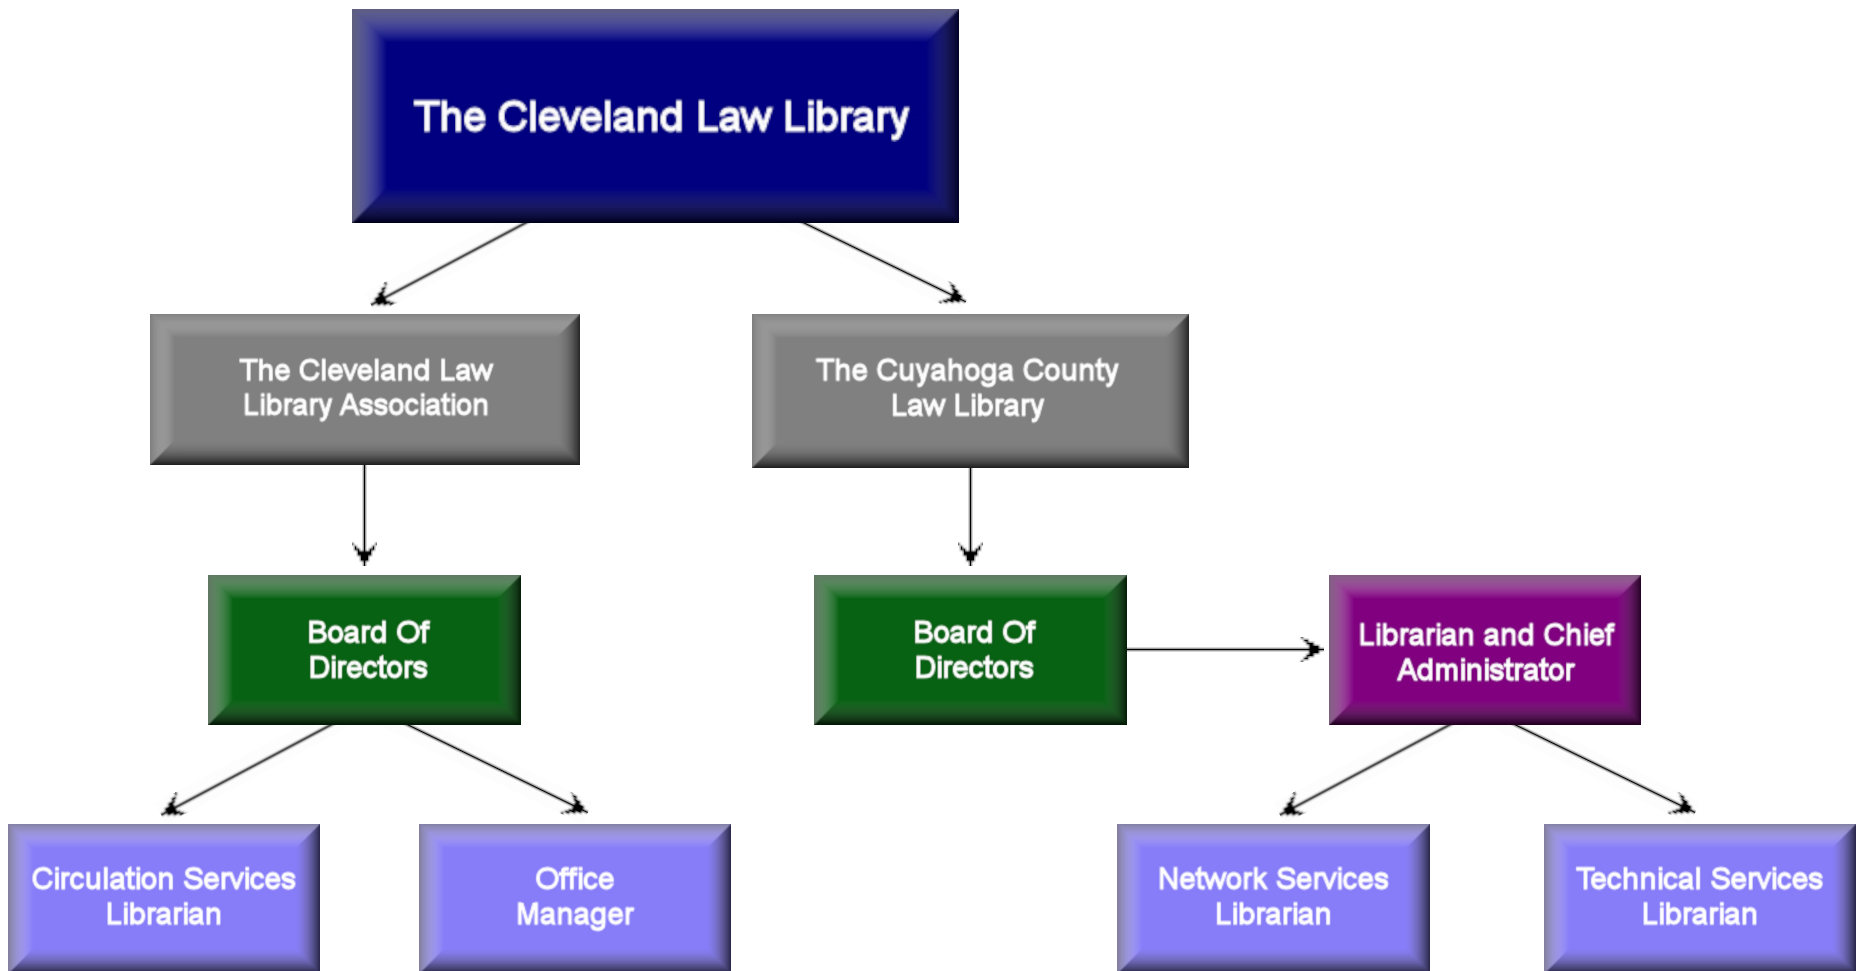 The Cleveland Law Library
The Cleveland Law
Library Association
The Cuyahoga County
Law Library
Board Of
Directors
Board Of
Directors
Librarian and Chief
Administrator
Circulation Services
Librarian
Office
Manager
Network Services
Librarian
Technical Services
Librarian